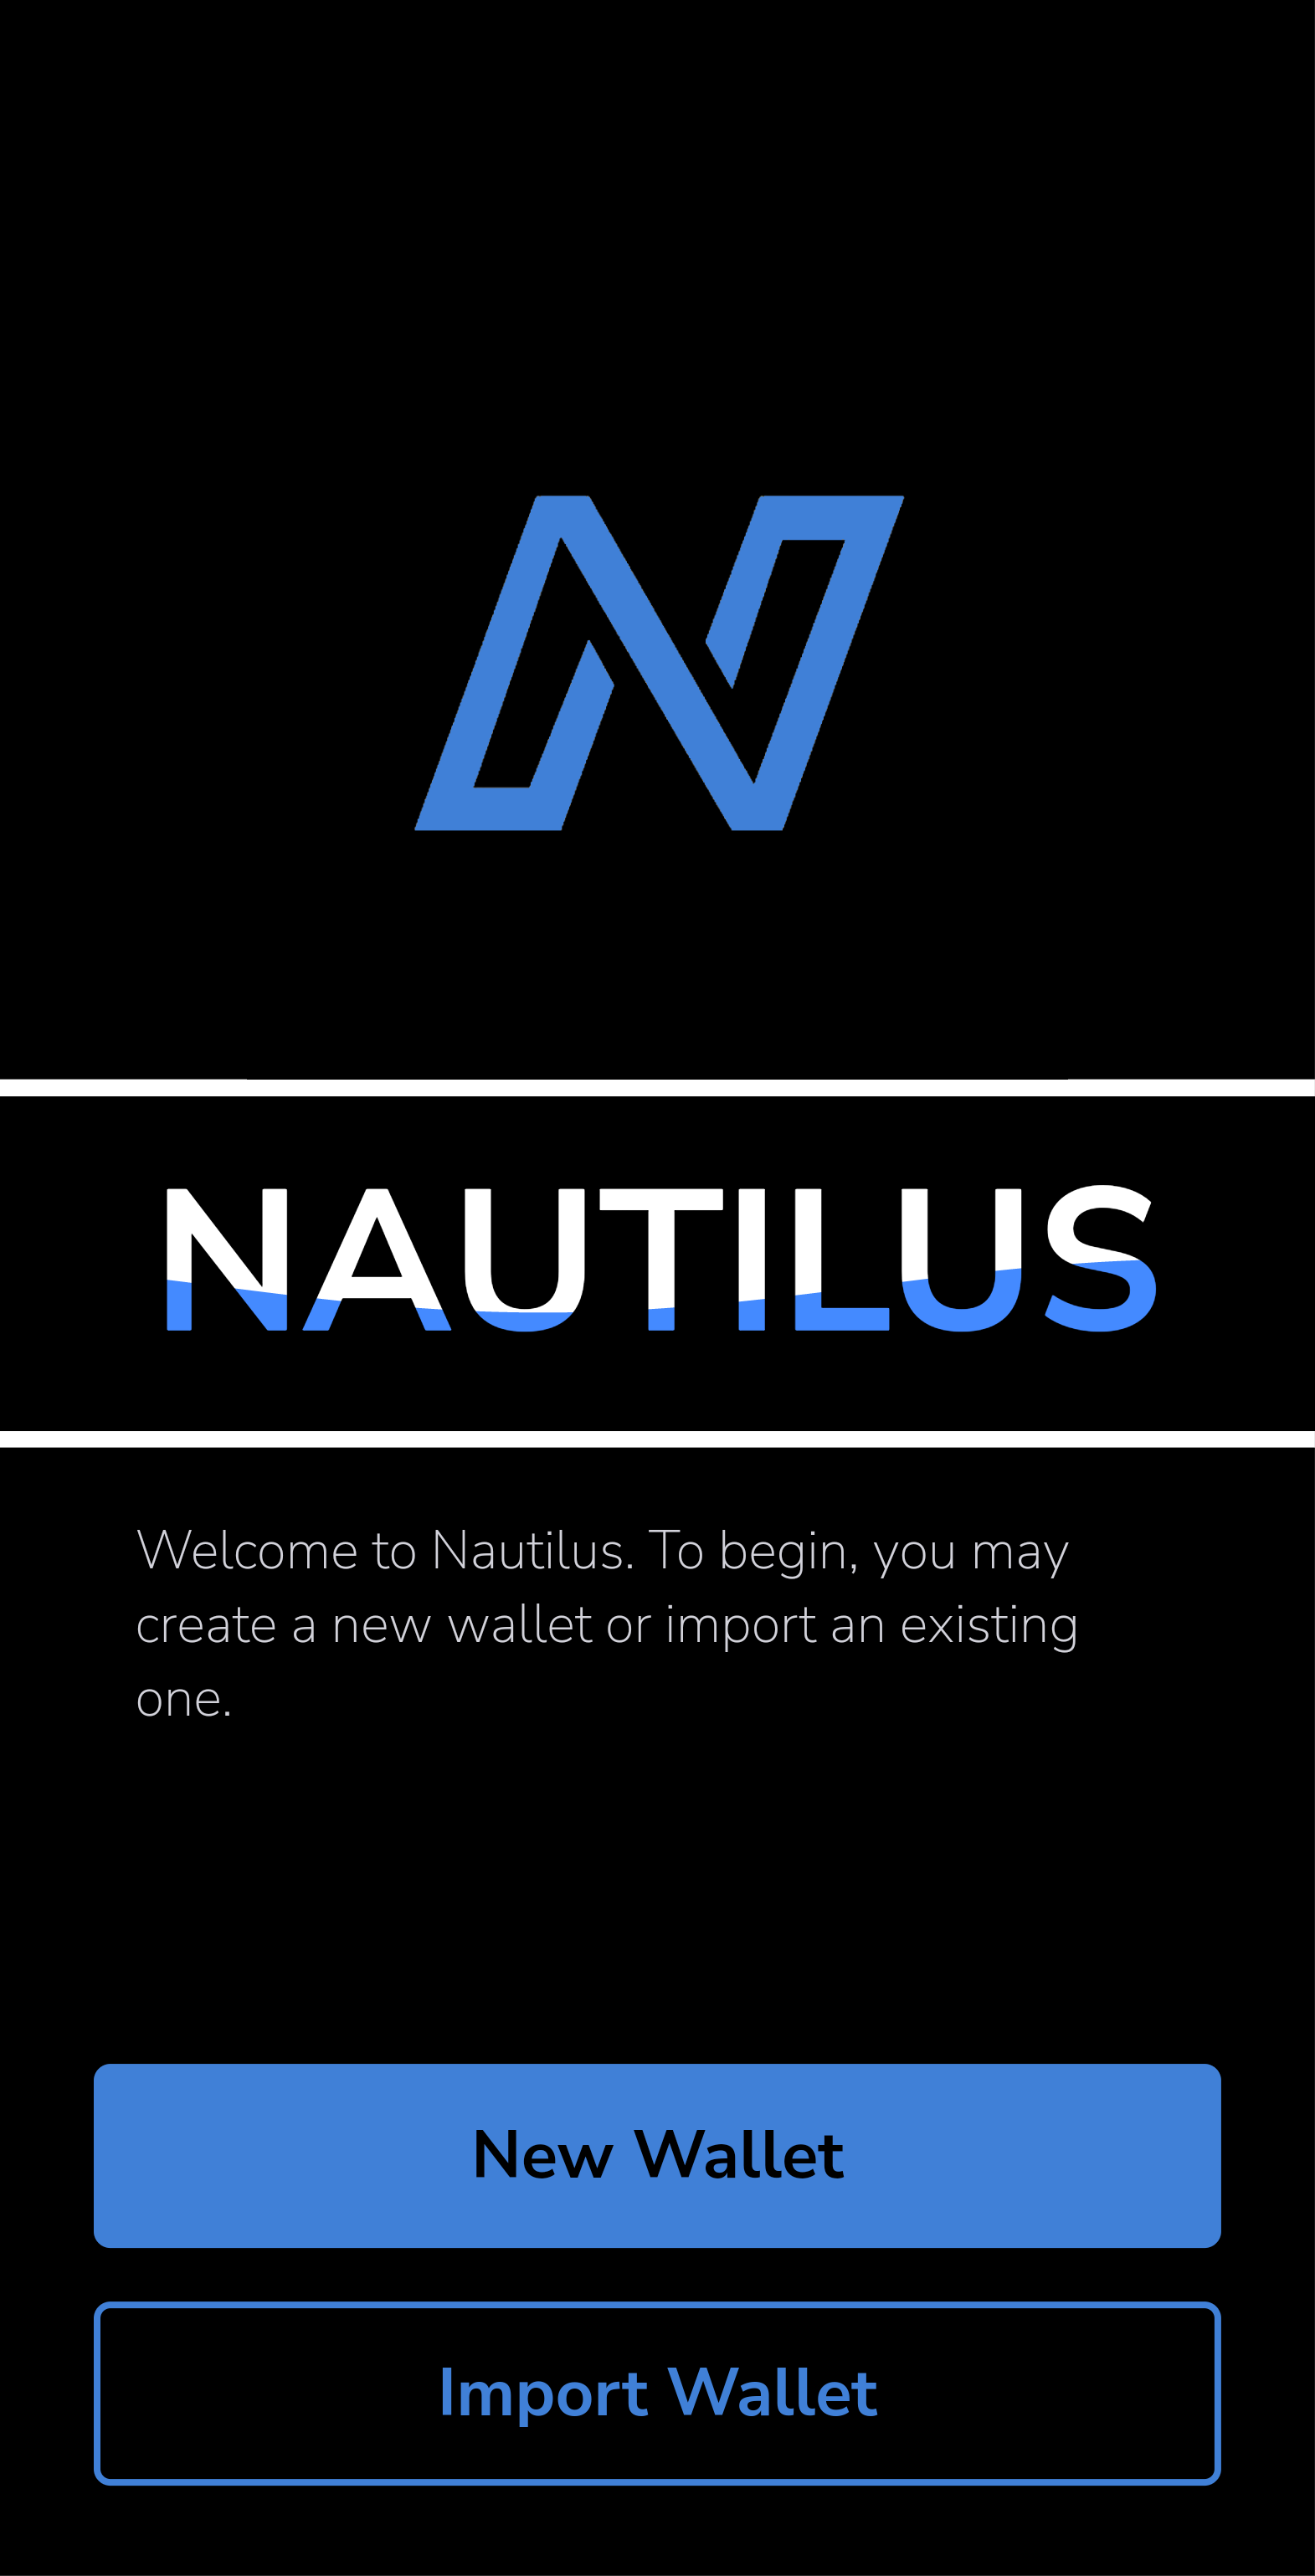 N
NAUTILUS
Welcome to Nautilus. To begin, you may
create a new wallet or import an existing
one.
New Wallet
Import Wallet